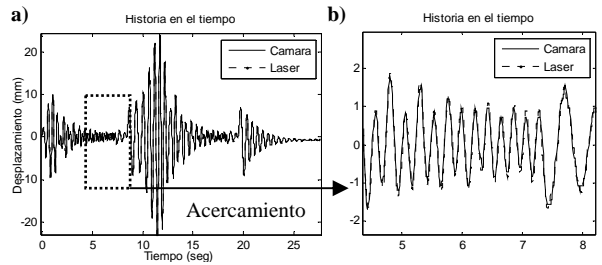 a)
Historia en el tiempo
Desplazamiento (mm)
20
10
0
-10
-20
Camara
Laser
0
5
10
15
20
25
Tiempo (seg)
Acercamiento
b)
Historia en el tiempo
2
1
0
-1
-2
Camara
Laser
5
6
7
8